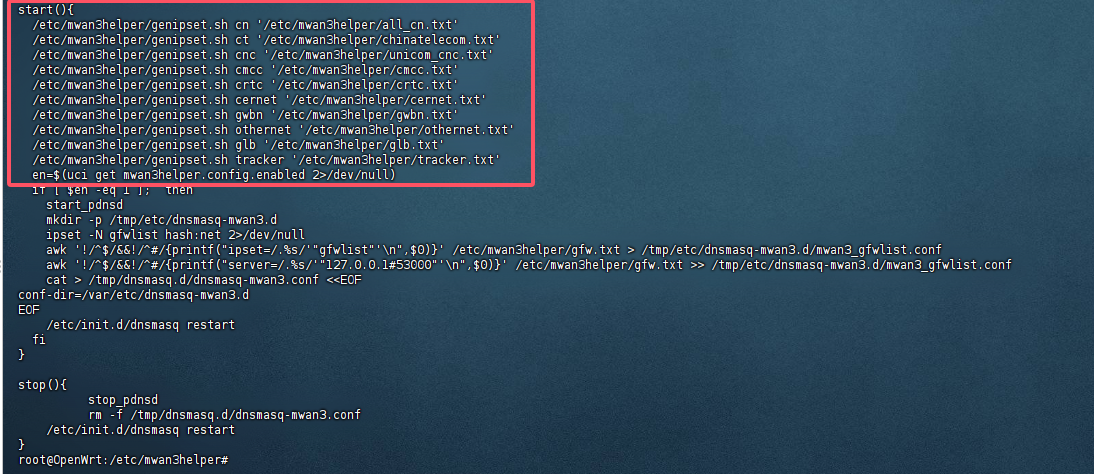 start(){
  /etc/mwan3helper/genipset.sh cn '/etc/mwan3helper/all_cn.txt'
  /etc/mwan3helper/genipset.sh ct '/etc/mwan3helper/chinatelecom.txt'
  /etc/mwan3helper/genipset.sh cnc '/etc/mwan3helper/unicom_cnc.txt'
  /etc/mwan3helper/genipset.sh cmcc '/etc/mwan3helper/cmcc.txt'
  /etc/mwan3helper/genipset.sh crtc '/etc/mwan3helper/crtc.txt'
  /etc/mwan3helper/genipset.sh cernet '/etc/mwan3helper/cernet.txt'
  /etc/mwan3helper/genipset.sh gwbn '/etc/mwan3helper/gwbn.txt'
  /etc/mwan3helper/genipset.sh othernet '/etc/mwan3helper/othernet.txt'
  /etc/mwan3helper/genipset.sh glb '/etc/mwan3helper/glb.txt'
  /etc/mwan3helper/genipset.sh tracker '/etc/mwan3helper/tracker.txt'
  en=$(uci get mwan3helper.config.enabled 2>/dev/null)
  if [ $en -eq 1 ];  then
    start_pdnsd
    mkdir -p /tmp/etc/dnsmasq-mwan3.d
    ipset -N gfwlist hash:net 2>/dev/null
    awk '!/^$/&&!/^#/{printf("ipset=/.%s/'"gfwlist"'\n",$0)}' /etc/mwan3helper/gfw.txt > /tmp/etc/dnsmasq-mwan3.d/mwan3_gfwlist.conf
    awk '!/^$/&&!/^#/{printf("server=/.%s/'"127.0.0.1#53000"'\n",$0)}' /etc/mwan3helper/gfw.txt >> /tmp/etc/dnsmasq-mwan3.d/mwan3_gfwlist.conf
    cat > /tmp/dnsmasq.d/dnsmasq-mwan3.conf <<EOF
conf-dir=/var/etc/dnsmasq-mwan3.d
EOF
    /etc/init.d/dnsmasq restart
  fi
}

stop(){
          stop_pdnsd
          rm -f /tmp/dnsmasq.d/dnsmasq-mwan3.conf
    /etc/init.d/dnsmasq restart
}
root@OpenWrt:/etc/mwan3helper#